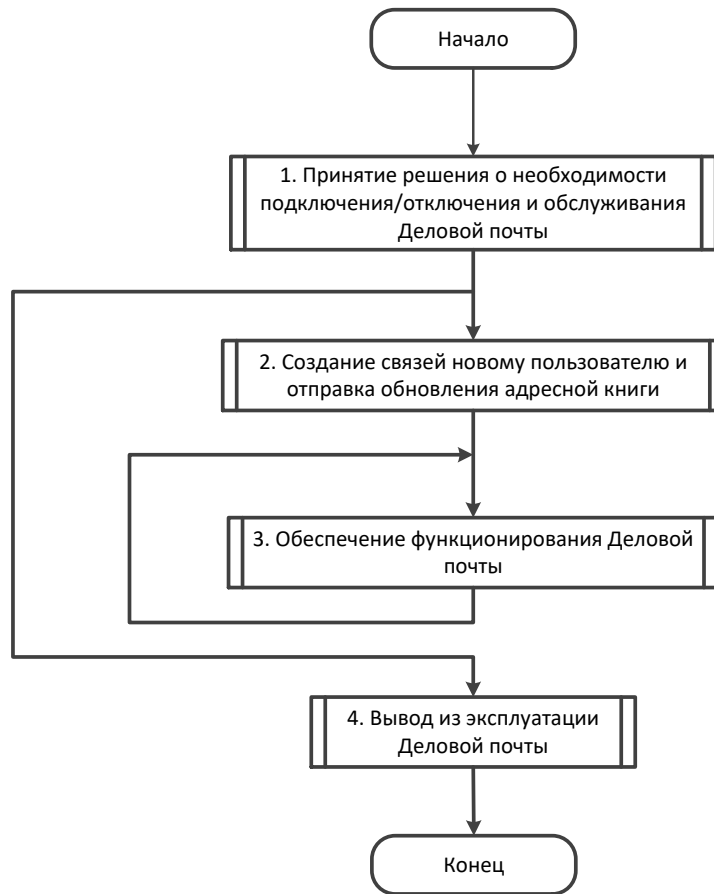 Начало
1. Принятие решения о необходимости
подключения/отключения и обслуживания
Деловой почты
2. Создание связей новому пользователю и
отправка обновления адресной книги
3. Обеспечение функционирования Деловой
почты
4. Вывод из эксплуатации
Деловой почты
Конец